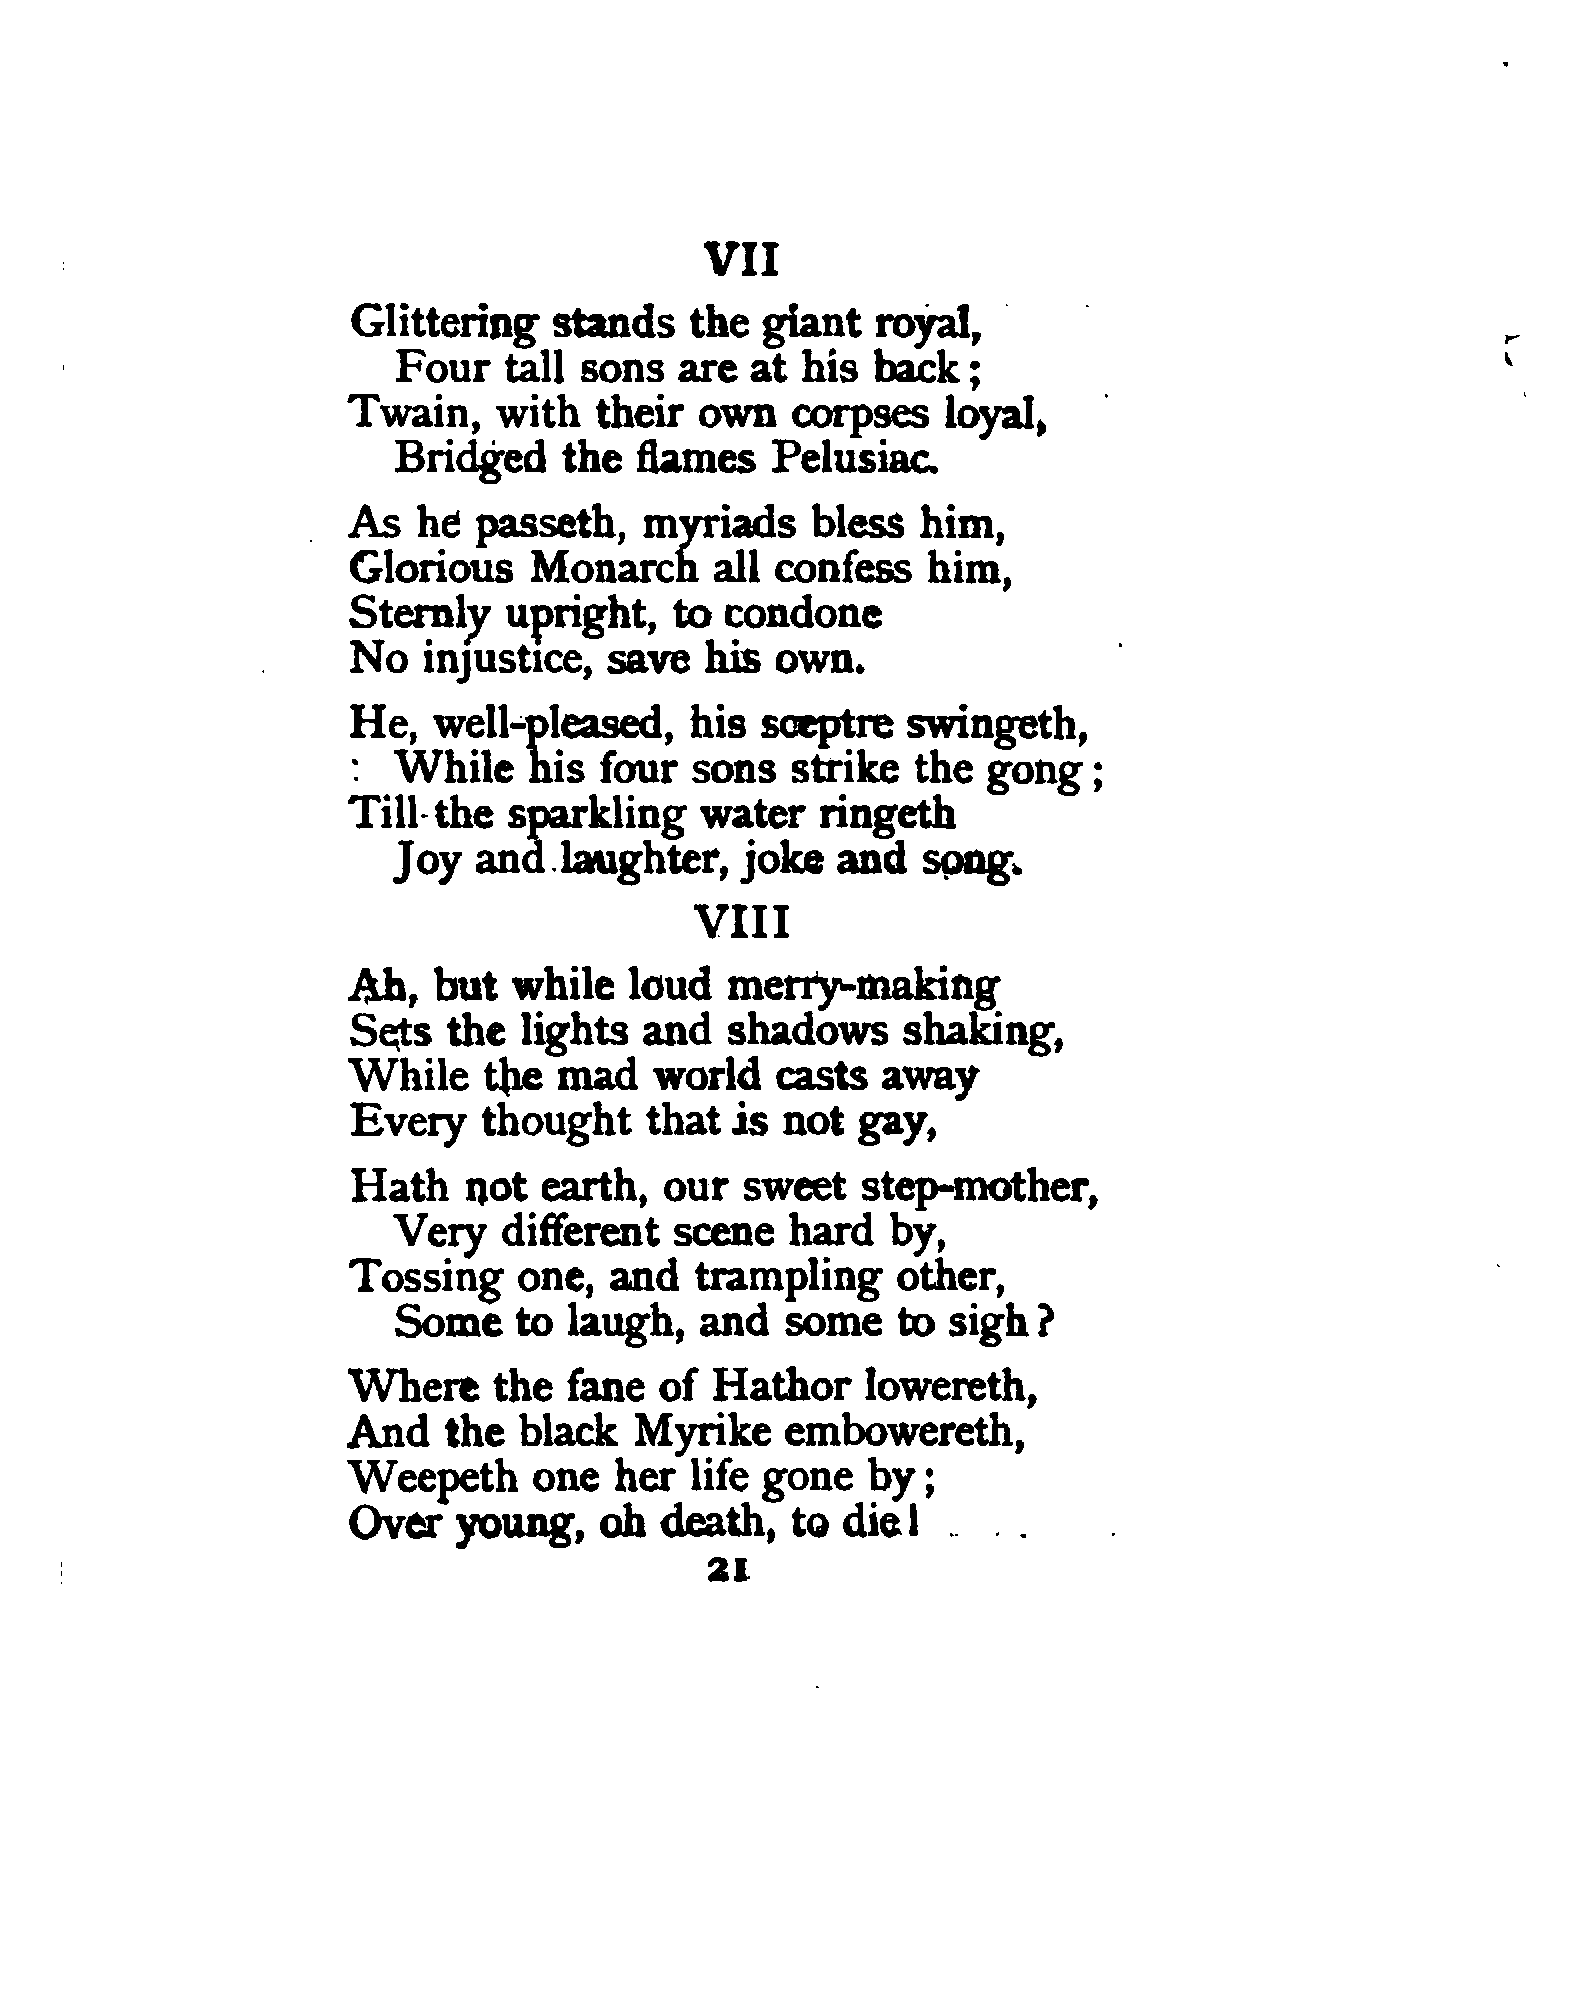 VII
Glittering stands the giant royal,
Four tall sons are at his back;
Twain, with their own corpses loyal,
Bridged the flames Pelusiac.
As he passeth, myriads bless him,
Glorious Monarch all confess him,
Sternly upright, to condone
No injustice, save his own.
He, well-pleased, his sceptre swingeth,
While his four sons strike the gong;
Till the sparkling water ringeth
Joy and laughter, joke and song.
VIII
Ah, but while loud merry-making
Sets the lights and shadows shaking,
While the mad world casts away
Every thought that is not gay,
Hath not earth, our sweet step-mother,
Very different scene hard by,
Tossing one, and trampling other,
Some to laugh, and some to sigh?
Where the fane of Hathor lowereth,
And the black Myrike embowereth,
Weepeth one her life gone by;
Over young, oh death, to die!
21